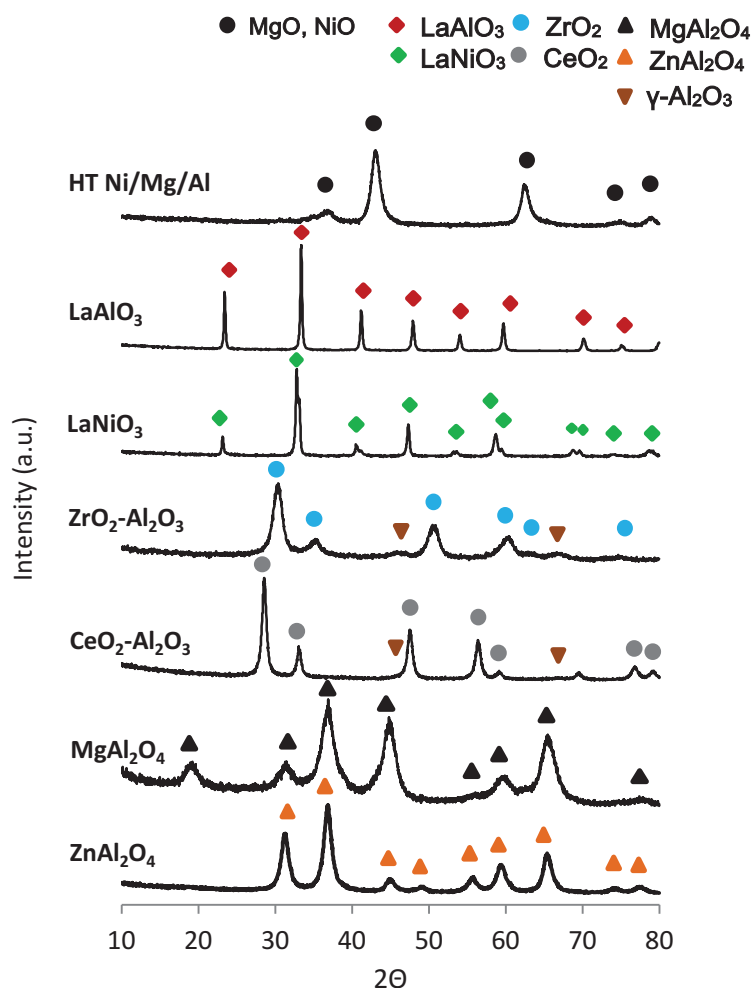 MgO, NiO LaAlO₃ ZrO₂ MgAl₂O₄
LaNiO₃ CeO₂ ZnAl₂O₄
γ-Al₂O₃
HT Ni/Mg/Al
LaAlO₃
LaNiO₃
ZrO₂-Al₂O₃
CeO₂-Al₂O₃
MgAl₂O₄
ZnAl₂O₄
Intensity (a.u.)
10 20 30 40 50 60 70 80
2Θ